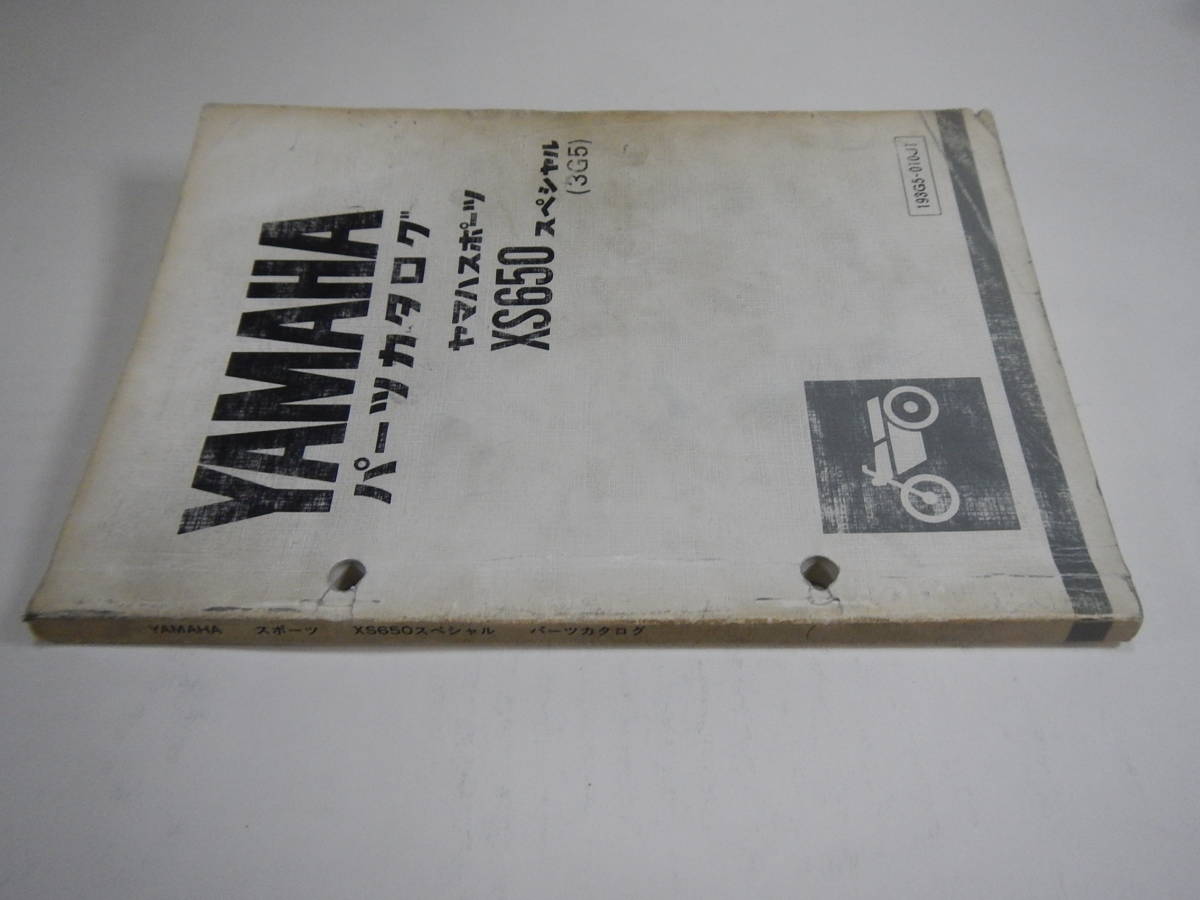 YAMAHA
パーツカタログ
ヤマハスポーツ
XS650 スペシャル
(3G5)
193G5-010J1
YAMAHA スポーツ XS650スペシャル パーツカタログ